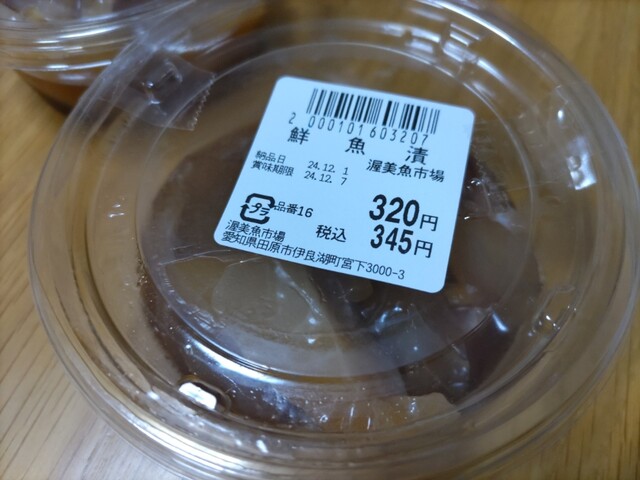 2 000101 603207
鮮 魚 漬
納品日 24.12. 1 渥美魚市場
賞味期限 24.12. 7
プラ 品番16 320円
税込 345円
渥美魚市場
愛知県田原市伊良湖町宮下3000-3